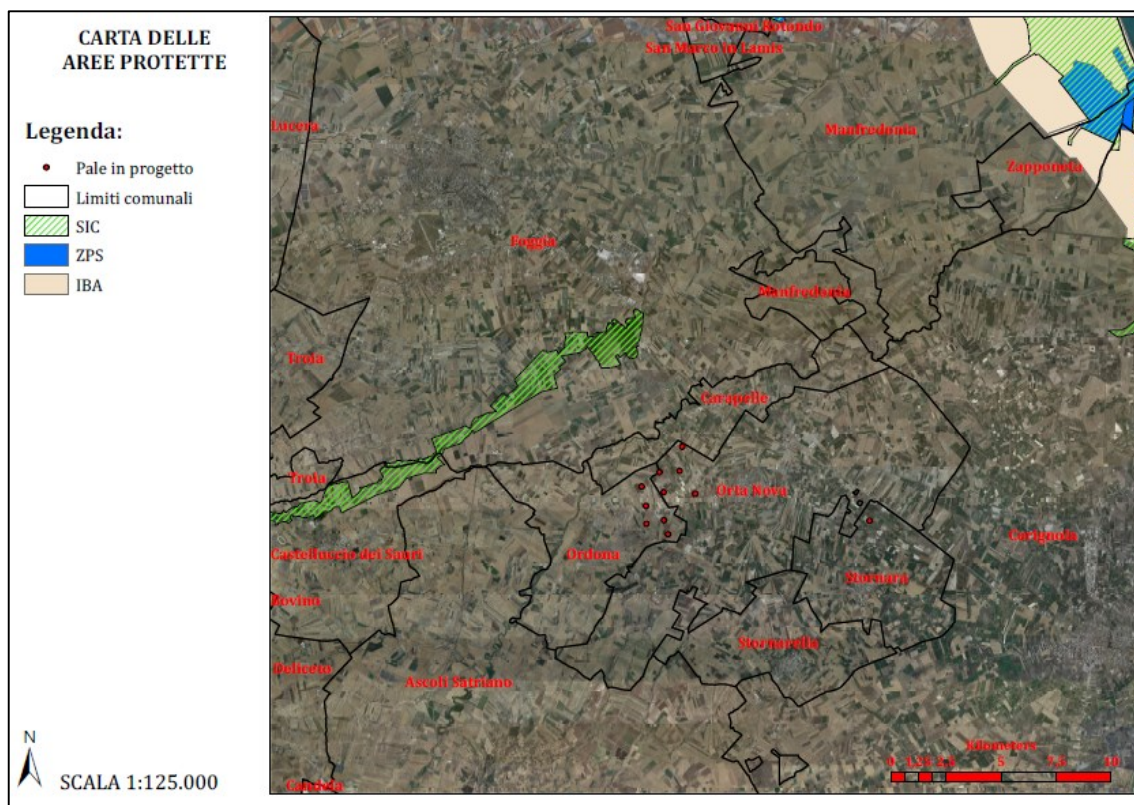 CARTA DELLE
AREE PROTETTE
Legenda:
Pale in progetto
Limiti comunali
SIC
ZPS
IBA
N
SCALA 1:125.000
San Giovanni Rotondo
San Marco in Lamis
Lucera
Manfredonia
Zapponeta
Foggia
Manfredonia
Troia
Carapelle
Troia
Orta Nova
Castelluccio dei Sauri
Ordona
Cerignola
Stornara
Bovino
Stornarella
Deliceto
Ascoli Satriano
Candela
Kilometers
0 1,25 2,5 5 7,5 10